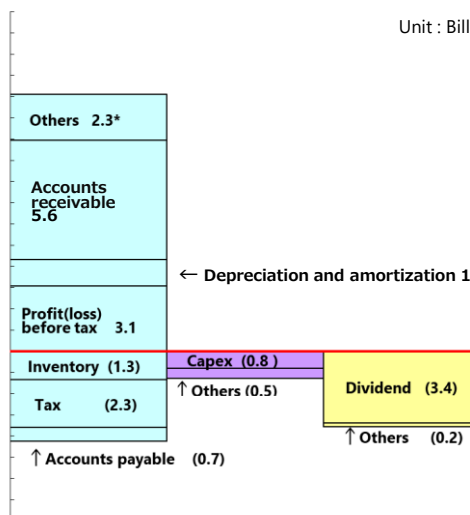 Unit : Bill
Others 2.3*
Accounts
receivable
5.6
← Depreciation and amortization 1
Profit(loss)
before tax 3.1
Inventory (1.3)
Capex (0.8 )
↑ Others (0.5)
Dividend (3.4)
Tax (2.3)
↑ Others (0.2)
↑ Accounts payable (0.7)